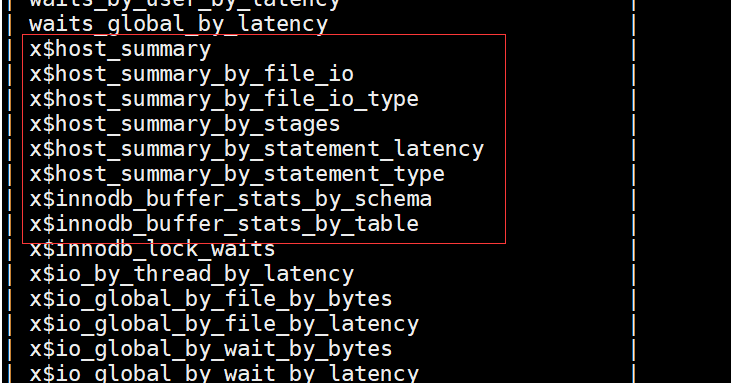 | waits_by_user_by_latency |
| waits_global_by_latency |
| x$host_summary |
| x$host_summary_by_file_io |
| x$host_summary_by_file_io_type |
| x$host_summary_by_stages |
| x$host_summary_by_statement_latency |
| x$host_summary_by_statement_type |
| x$innodb_buffer_stats_by_schema |
| x$innodb_buffer_stats_by_table |
| x$innodb_lock_waits |
| x$io_by_thread_by_latency |
| x$io_global_by_file_by_bytes |
| x$io_global_by_file_by_latency |
| x$io_global_by_wait_by_bytes |
| x$io_global_by_wait_by_latency |